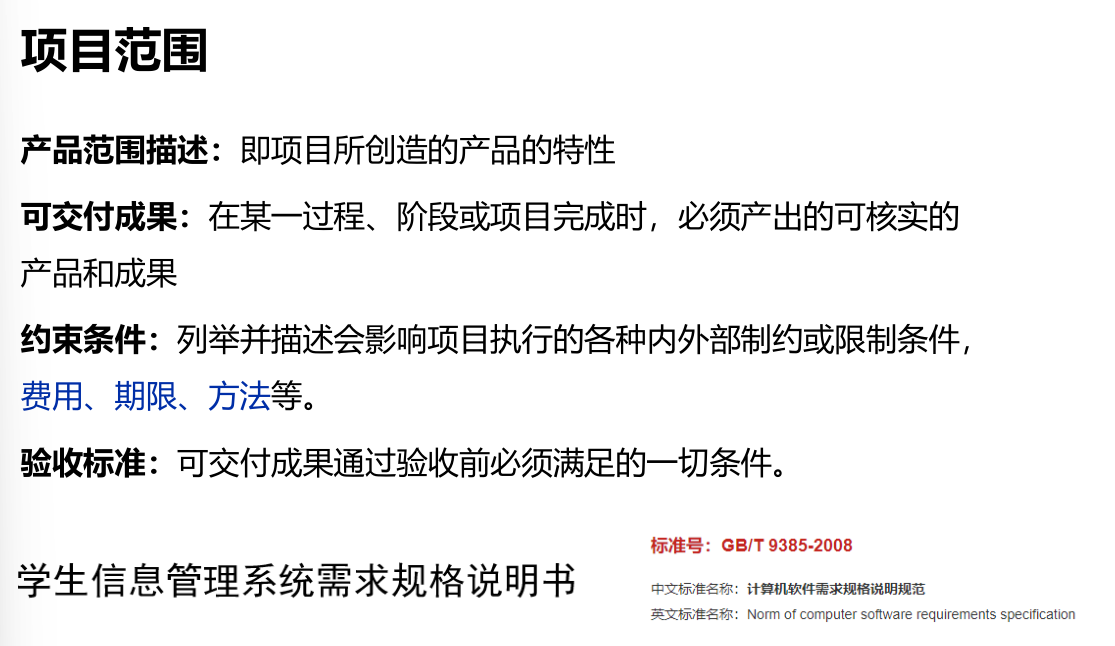 项目范围
产品范围描述：即项目所创造的产品的特性
可交付成果：在某一过程、阶段或项目完成时，必须产出的可核实的
产品和成果
约束条件：列举并描述会影响项目执行的各种内外部制约或限制条件，
费用、期限、方法等。
验收标准：可交付成果通过验收前必须满足的一切条件。
学生信息管理系统需求规格说明书
标准号：GB/T 9385-2008
中文标准名称：计算机软件需求规格说明规范
英文标准名称：Norm of computer software requirements specification